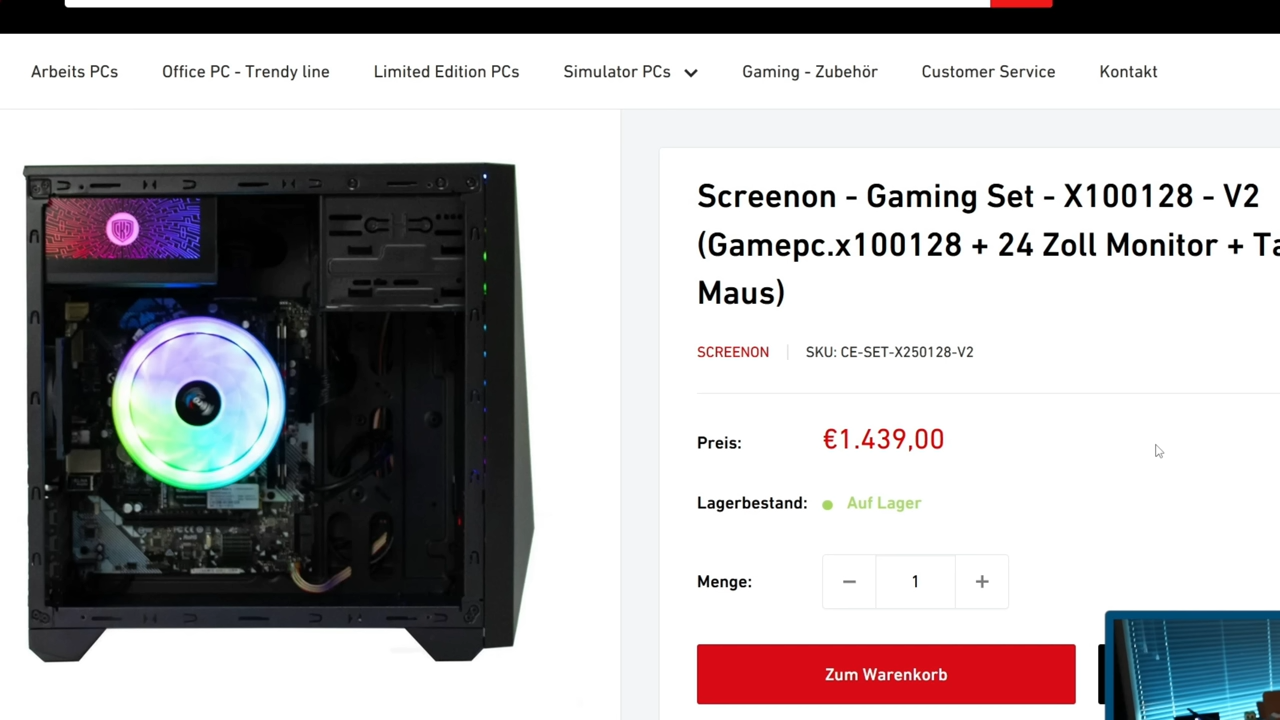 Arbeits PCs Office PC - Trendy line Limited Edition PCs Simulator PCs Gaming - Zubehör Customer Service Kontakt
Screenon - Gaming Set - X100128 - V2
(Gamepc.x100128 + 24 Zoll Monitor +
Maus)
SCREENON SKU: CE-SET-X250128-V2
Preis: €1.439,00
Lagerbestand: Auf Lager
Menge: − 1 +
Zum Warenkorb